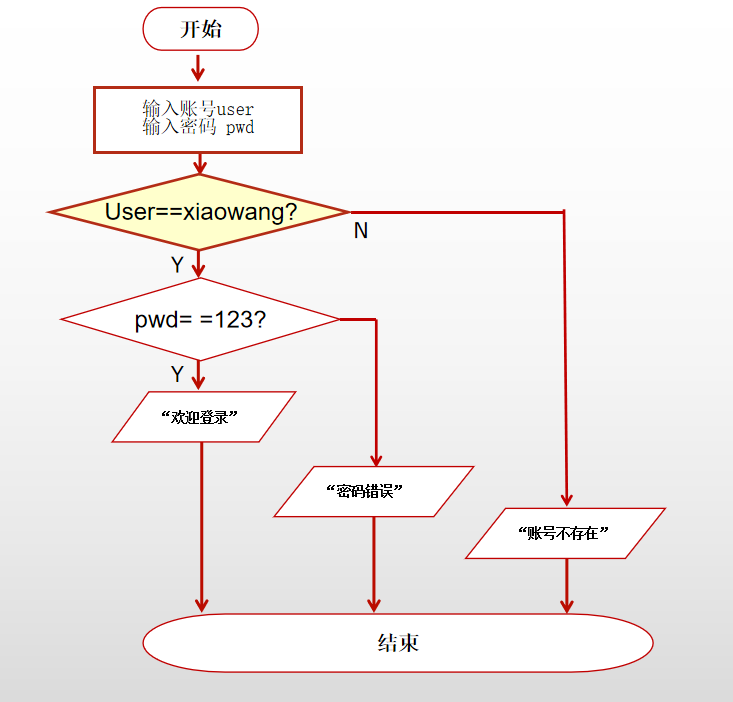 开始
输入账号user
输入密码 pwd
User==xiaowang?
N
Y
pwd= =123?
Y
“欢迎登录”
“密码错误”
“账号不存在”
结束